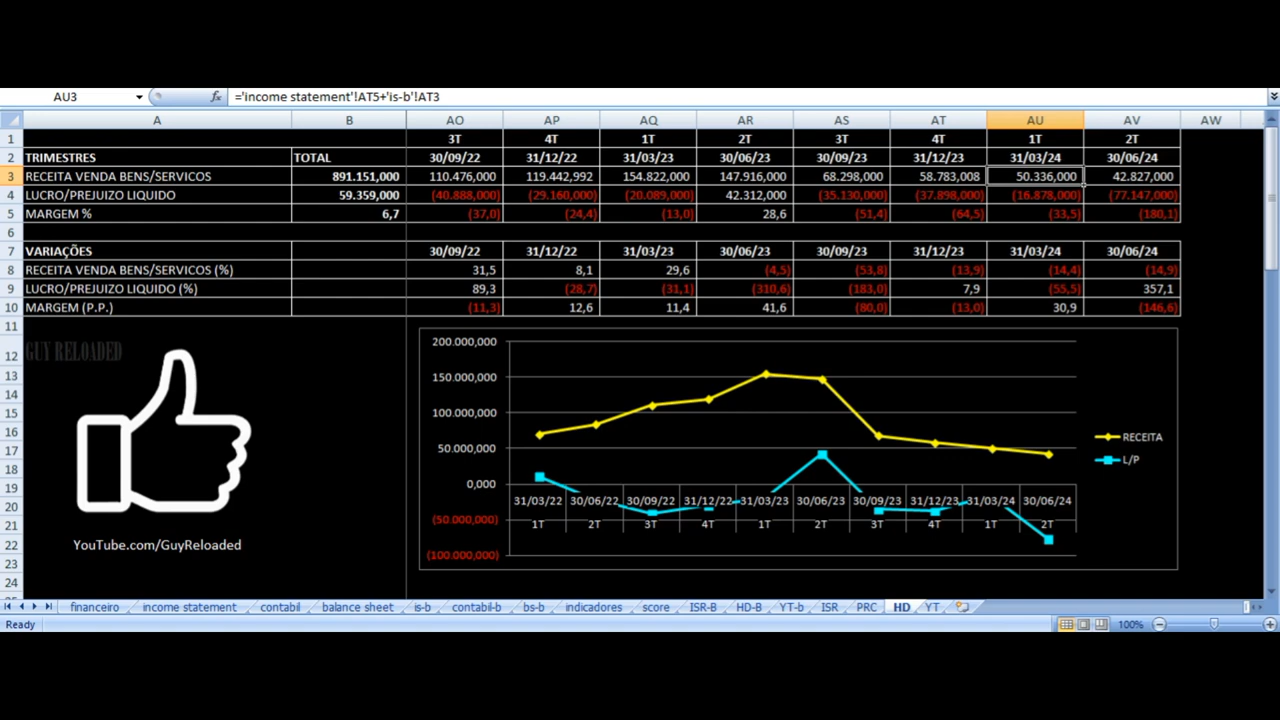 AU3 fx ='income statement'!AT5+'is-b'!AT3
A B AO AP AQ AR AS AT AU AV AW
1 3T 4T 1T 2T 3T 4T 1T 2T
2 TRIMESTRES TOTAL 30/09/22 31/12/22 31/03/23 30/06/23 30/09/23 31/12/23 31/03/24 30/06/24
3 RECEITA VENDA BENS/SERVICOS 891.151,000 110.476,000 119.442,992 154.822,000 147.916,000 68.298,000 58.783,008 50.336,000 42.827,000
4 LUCRO/PREJUIZO LIQUIDO 59.359,000 (40.888,000) (29.160,000) (20.089,000) 42.312,000 (35.130,000) (37.898,000) (16.878,000) (77.147,000)
5 MARGEM % 6,7 (37,0) (24,4) (13,0) 28,6 (51,4) (64,5) (33,5) (180,1)
6
7 VARIAÇÕES 30/09/22 31/12/22 31/03/23 30/06/23 30/09/23 31/12/23 31/03/24 30/06/24
8 RECEITA VENDA BENS/SERVICOS (%) 31,5 8,1 29,6 (4,5) (53,8) (13,9) (14,4) (14,9)
9 LUCRO/PREJUIZO LIQUIDO (%) 89,3 (28,7) (31,1) (310,6) (183,0) 7,9 (55,5) 357,1
10 MARGEM (P.P.) (11,3) 12,6 11,4 41,6 (80,0) (13,0) 30,9 (146,6)
11
12 GUY RELOADED
13
14
15
16
17
18
19
20
21
22
23
24
200.000,000
150.000,000
100.000,000
50.000,000
0,000
(50.000,000)
(100.000,000)
31/03/22 30/06/22 30/09/22 31/12/22 31/03/23 30/06/23 30/09/23 31/12/23 31/03/24 30/06/24
1T 2T 3T 4T 1T 2T 3T 4T 1T 2T
RECEITA
L/P
YouTube.com/GuyReloaded
financeiro income statement contabil balance sheet is-b contabil-b bs-b indicadores score ISR-B HD-B YT-b ISR PRC HD YT
Ready 100%